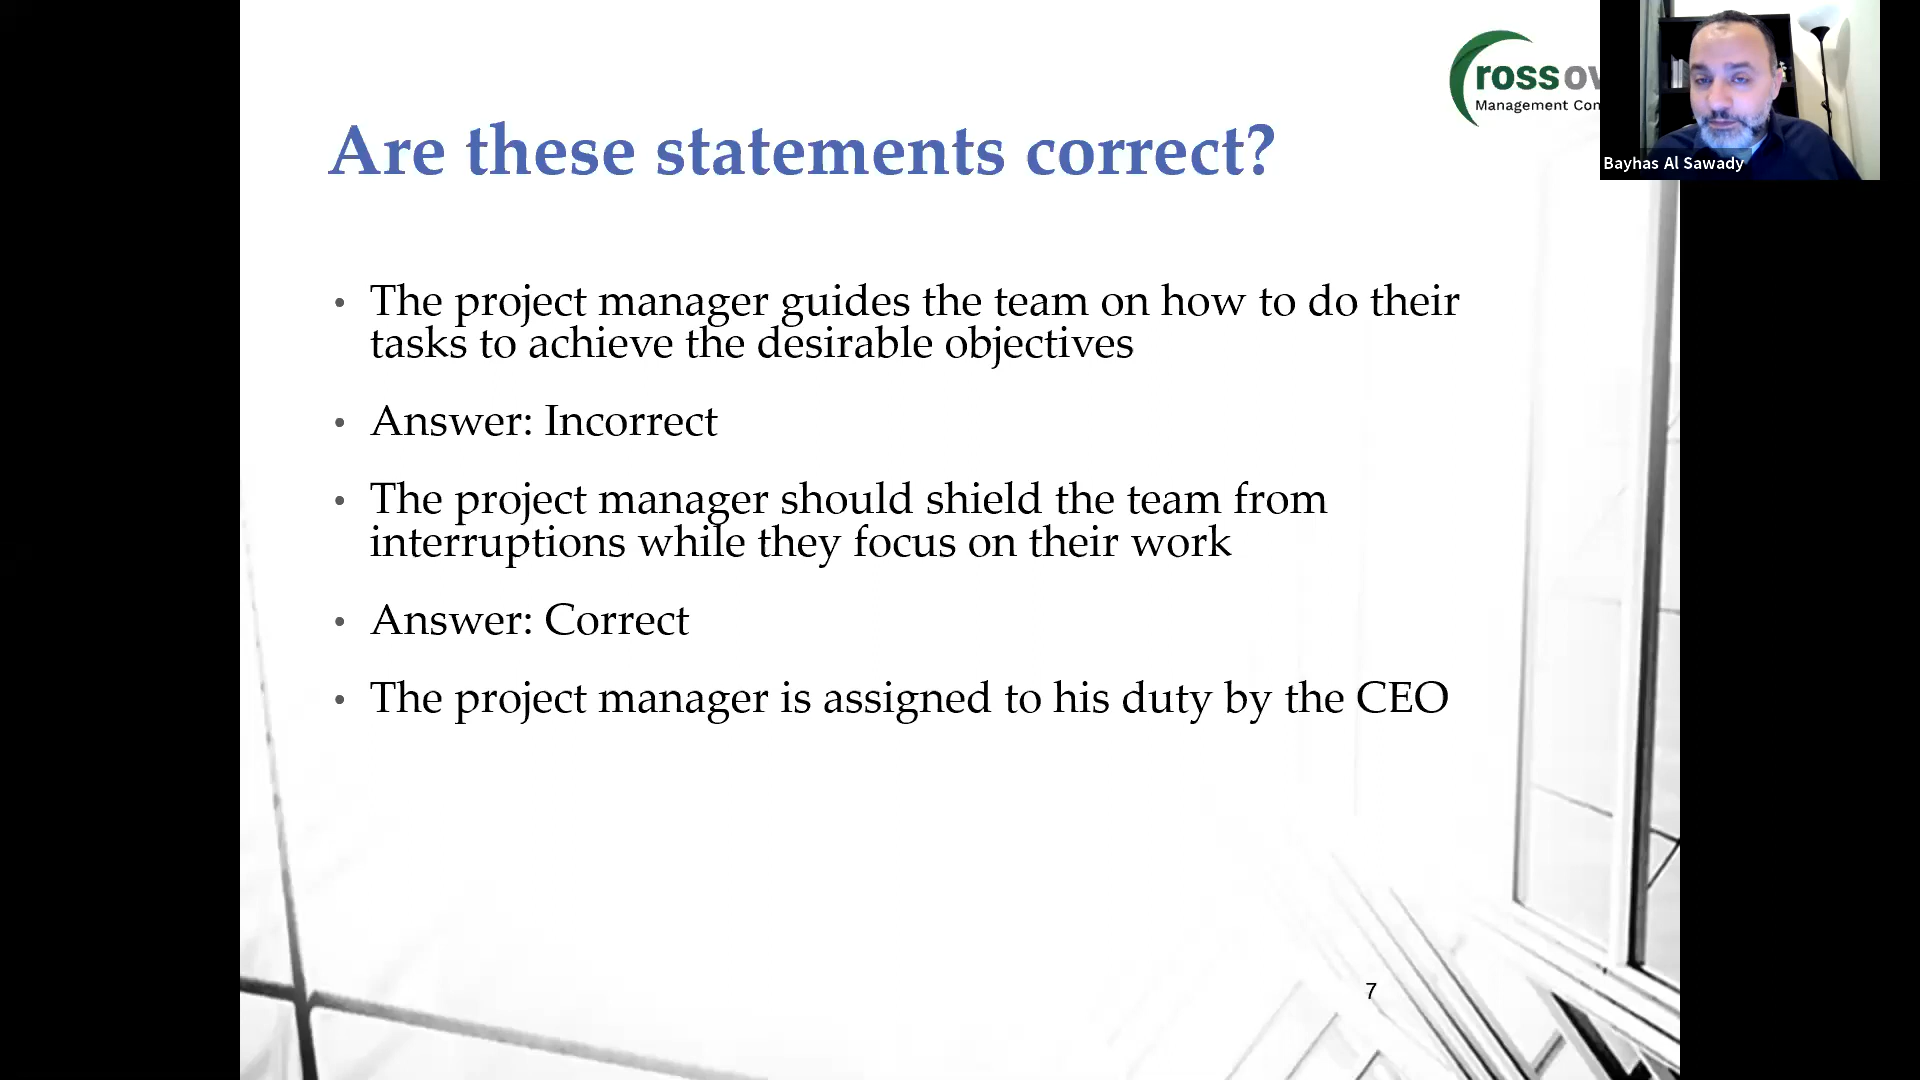 ross ov
Management Con
Bayhas Al Sawady
Are these statements correct?
• The project manager guides the team on how to do their
tasks to achieve the desirable objectives
• Answer: Incorrect
• The project manager should shield the team from
interruptions while they focus on their work
• Answer: Correct
• The project manager is assigned to his duty by the CEO
7